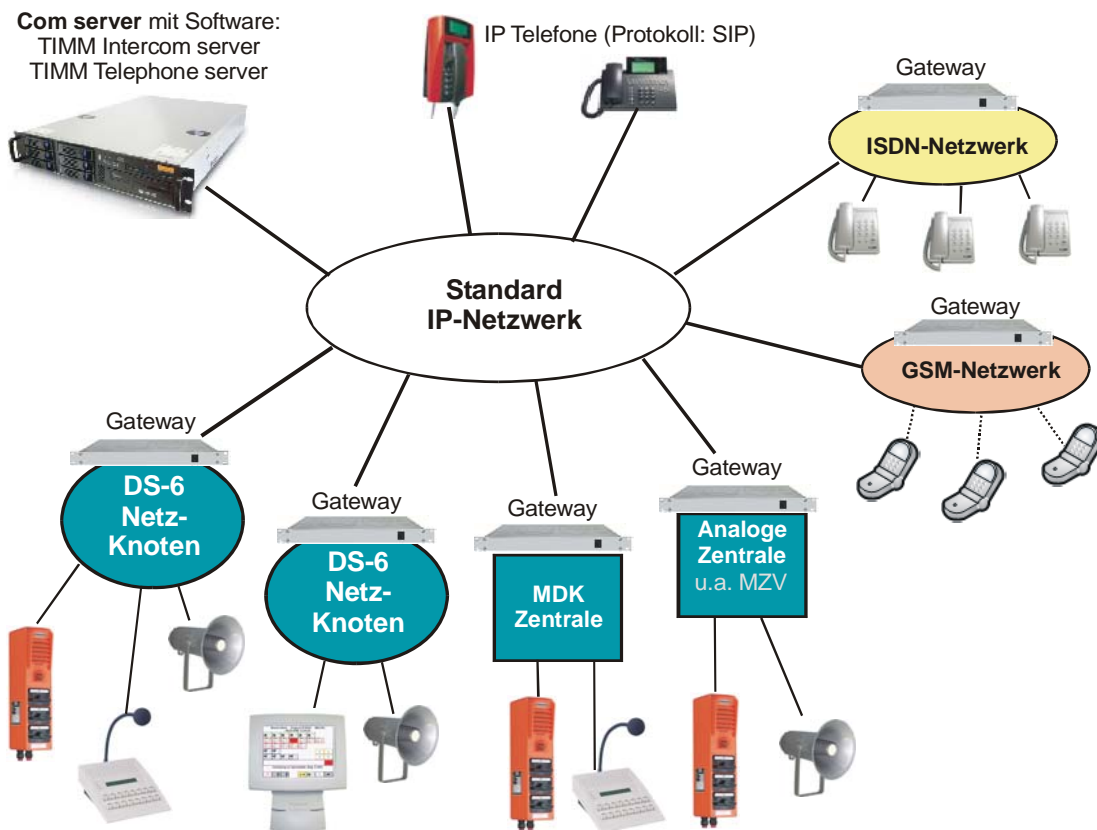 Com server mit Software:
TIMM Intercom server
TIMM Telephone server
IP Telefone (Protokoll: SIP)
Gateway
ISDN-Netzwerk
Standard
IP-Netzwerk
Gateway
GSM-Netzwerk
Gateway
DS-6
Netz-
Knoten
Gateway
DS-6
Netz-
Knoten
Gateway
MDK
Zentrale
Gateway
Analoge
Zentrale
u.a. MZV